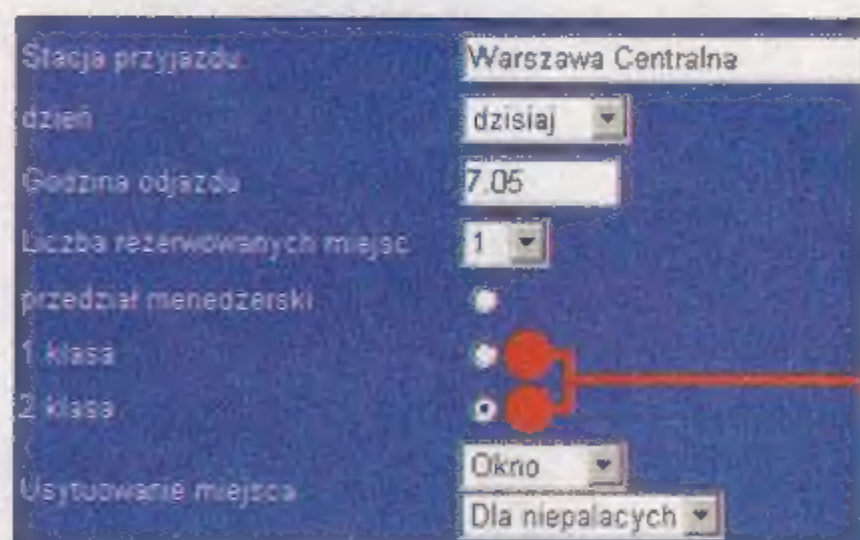 Stacja przyjazdu Warszawa Centralna
dzień dzisiaj
Godzina odjazdu 7.05
Liczba rezerwowanych miejsc 1
przedział menedżerski
1 klasa
2 klasa
Usytuowanie miejsca Okno
Dla niepalacych